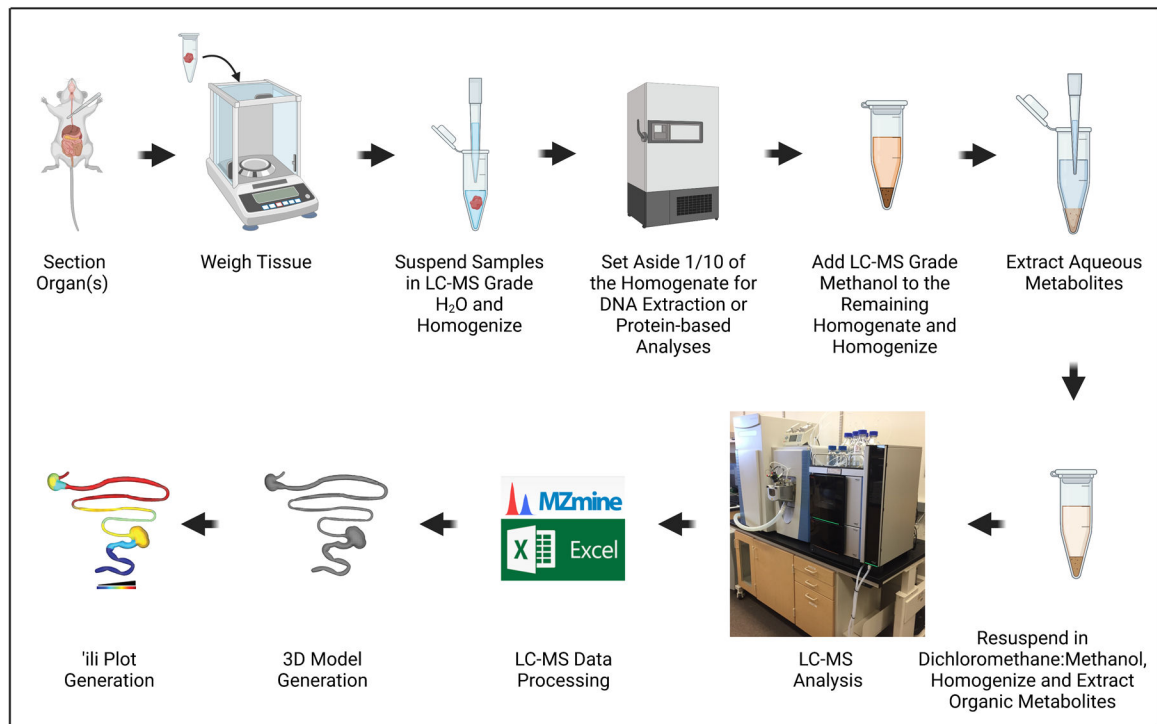 Section
Organ(s)
Weigh Tissue
Suspend Samples
in LC-MS Grade
H₂O and
Homogenize
Set Aside 1/10 of
the Homogenate for
DNA Extraction or
Protein-based
Analyses
Add LC-MS Grade
Methanol to the
Remaining
Homogenate and
Homogenize
Extract Aqueous
Metabolites
Resuspend in
Dichloromethane:Methanol,
Homogenize and Extract
Organic Metabolites
LC-MS
Analysis
MZmine
X Excel
LC-MS Data
Processing
3D Model
Generation
'ili Plot
Generation